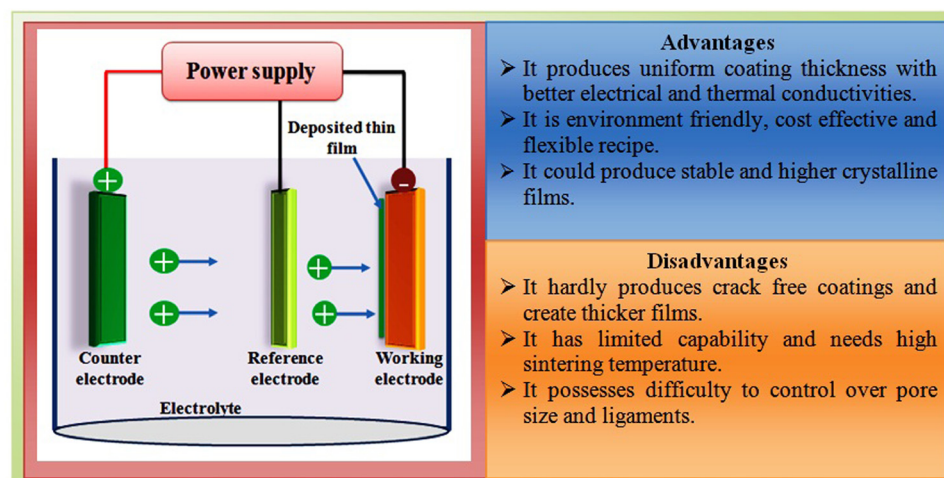 Power supply
Deposited thin
film
+
-
+
+
+
+
Counter
electrode
Reference
electrode
Working
electrode
Electrolyte
Advantages
➤ It produces uniform coating thickness with
better electrical and thermal conductivities.
➤ It is environment friendly, cost effective and
flexible recipe.
➤ It could produce stable and higher crystalline
films.
Disadvantages
➤ It hardly produces crack free coatings and
create thicker films.
➤ It has limited capability and needs high
sintering temperature.
➤ It possesses difficulty to control over pore
size and ligaments.